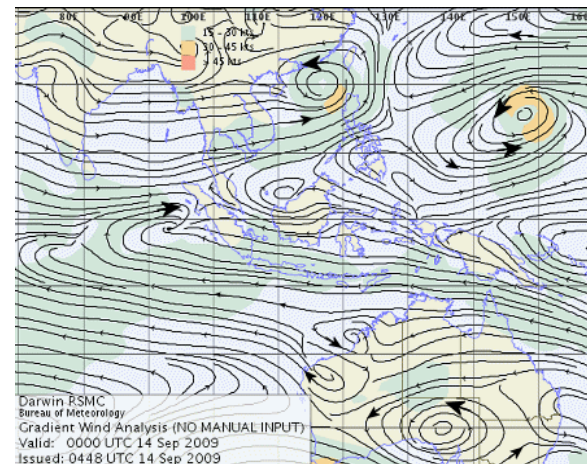 80E 90E 100E 110E 120E 130E 140E 150E 160E
15 - 30 kts
30 - 45 kts
> 45 kts
Darwin RSMC
Bureau of Meteorology
Gradient Wind Analysis (NO MANUAL INPUT)
Valid: 0000 UTC 14 Sep 2009
Issued: 0448 UTC 14 Sep 2009